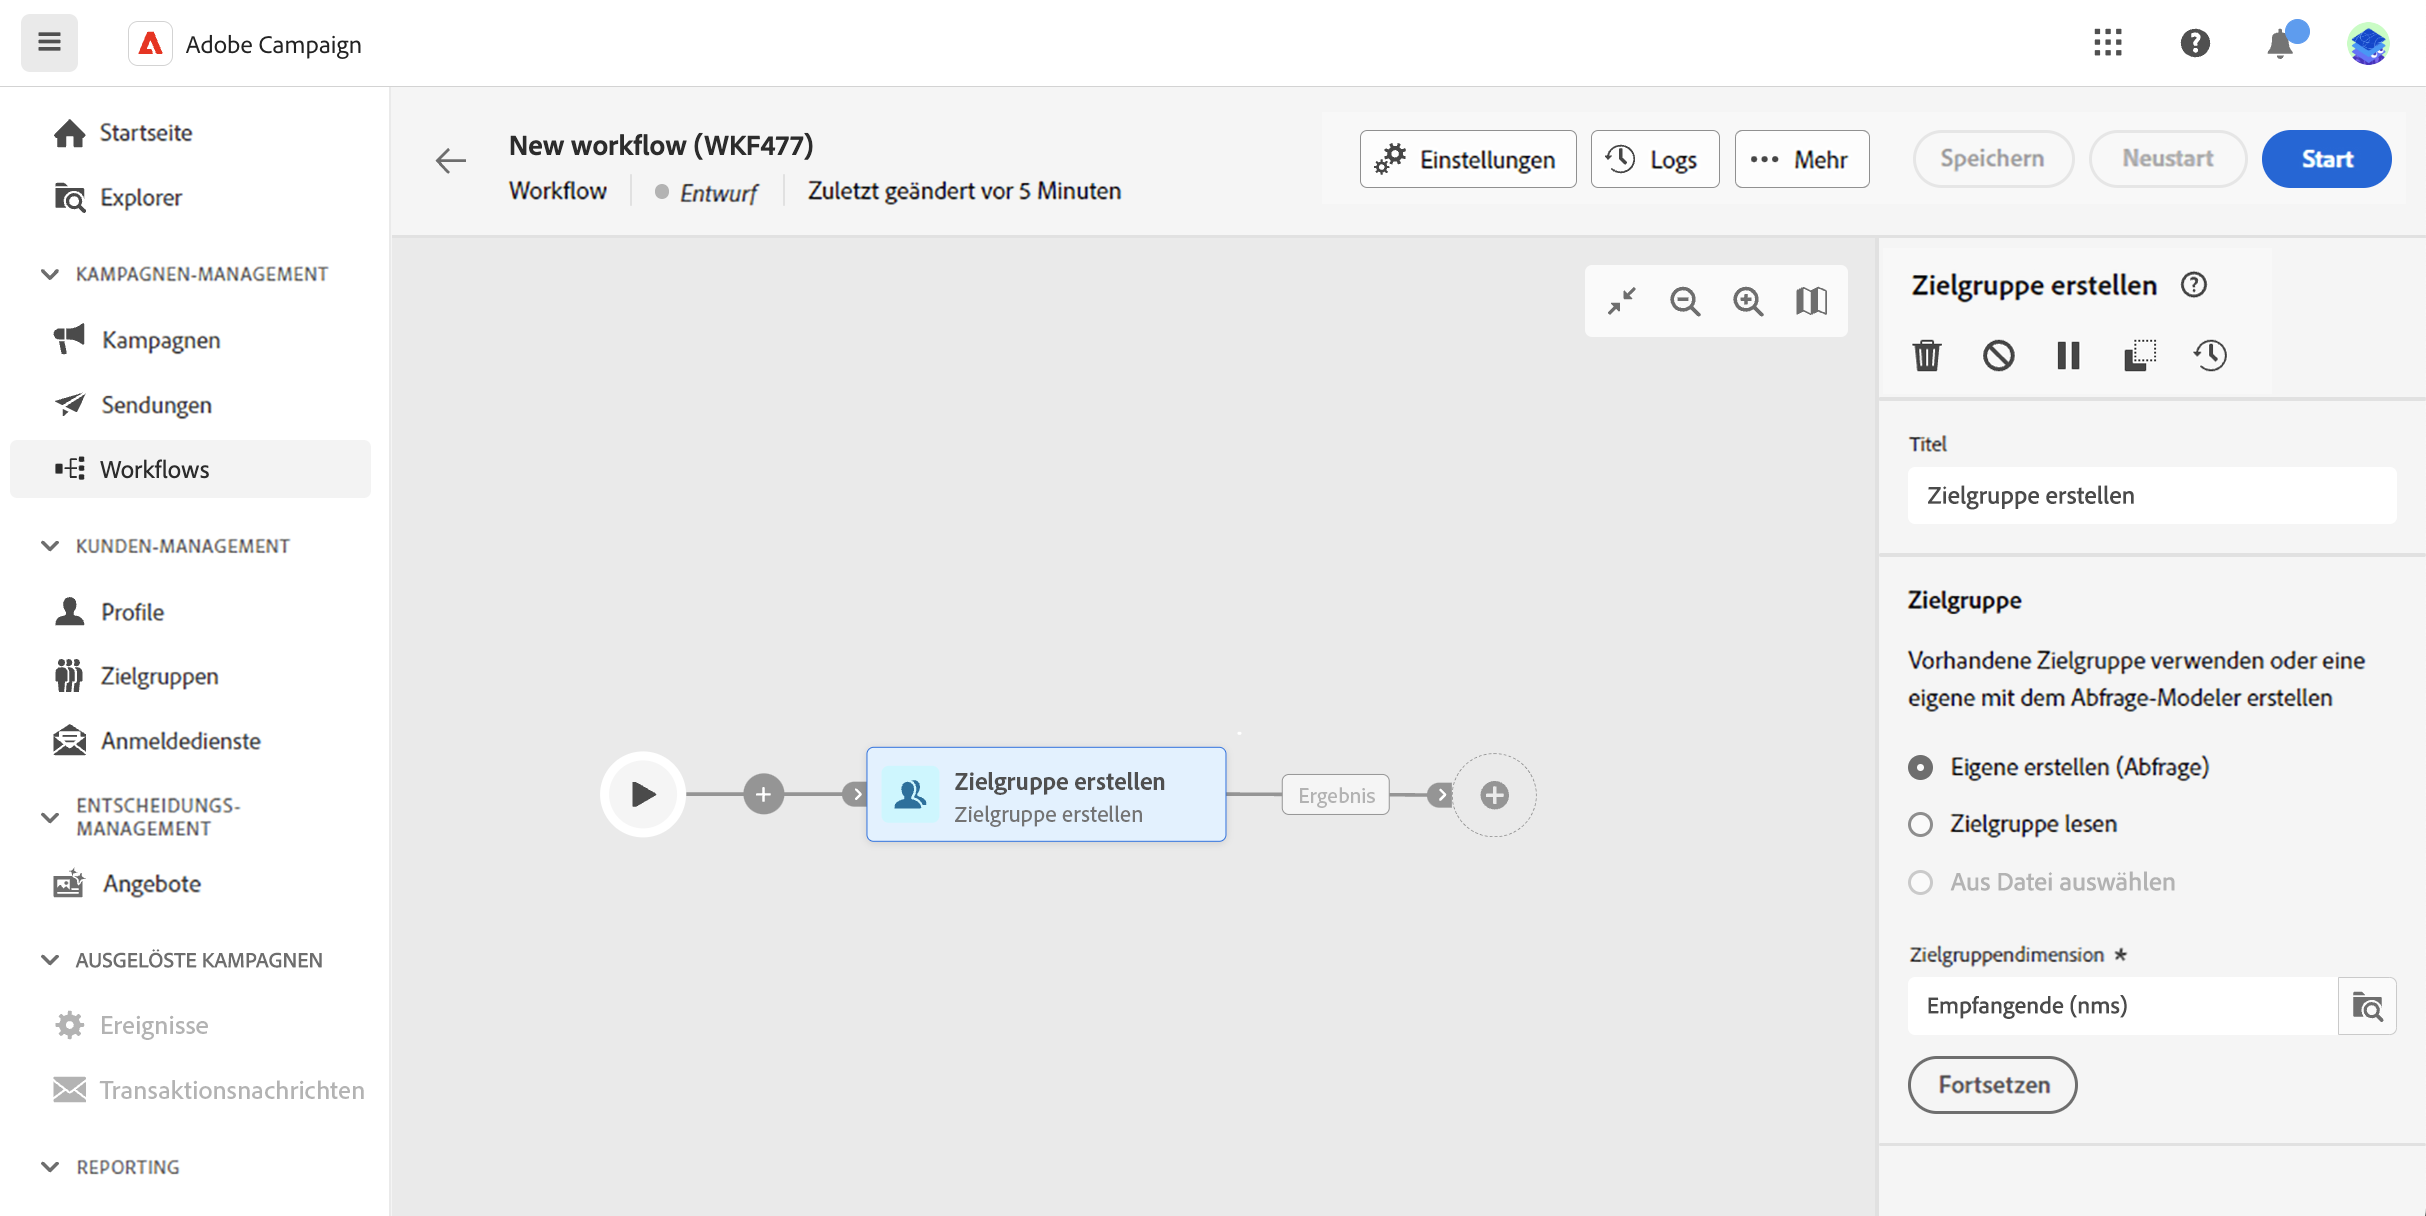 Adobe Campaign
Startseite
Explorer
KAMPAGNEN-MANAGEMENT
Kampagnen
Sendungen
Workflows
KUNDEN-MANAGEMENT
Profile
Zielgruppen
Anmeldedienste
ENTSCHEIDUNGS-
MANAGEMENT
Angebote
AUSGELÖSTE KAMPAGNEN
Ereignisse
Transaktionsnachrichten
REPORTING
New workflow (WKF477)
Workflow Entwurf Zuletzt geändert vor 5 Minuten
Einstellungen Logs Mehr Speichern Neustart Start
Zielgruppe erstellen
Zielgruppe erstellen
Ergebnis
Zielgruppe erstellen
Titel
Zielgruppe erstellen
Zielgruppe
Vorhandene Zielgruppe verwenden oder eine
eigene mit dem Abfrage-Modeler erstellen
Eigene erstellen (Abfrage)
Zielgruppe lesen
Aus Datei auswählen
Zielgruppendimension *
Empfangende (nms)
Fortsetzen